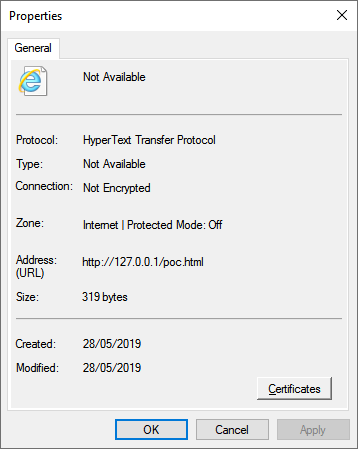 Properties
General
Not Available
Protocol: HyperText Transfer Protocol
Type: Not Available
Connection: Not Encrypted
Zone: Internet | Protected Mode: Off
Address: http://127.0.0.1/poc.html
(URL)
Size: 319 bytes
Created: 28/05/2019
Modified: 28/05/2019
Certificates
OK Cancel Apply